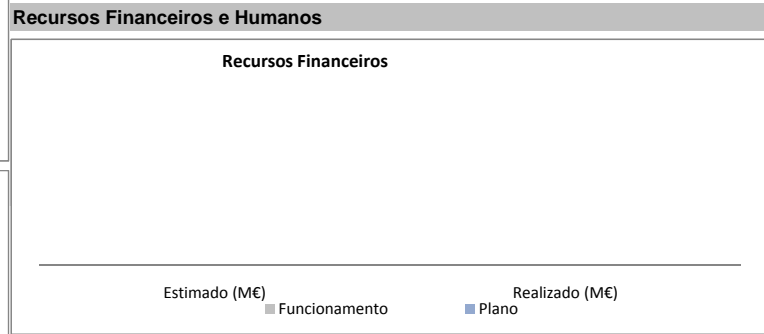 Recursos Financeiros e Humanos
Recursos Financeiros
Estimado (M€) Realizado (M€)
Funcionamento Plano